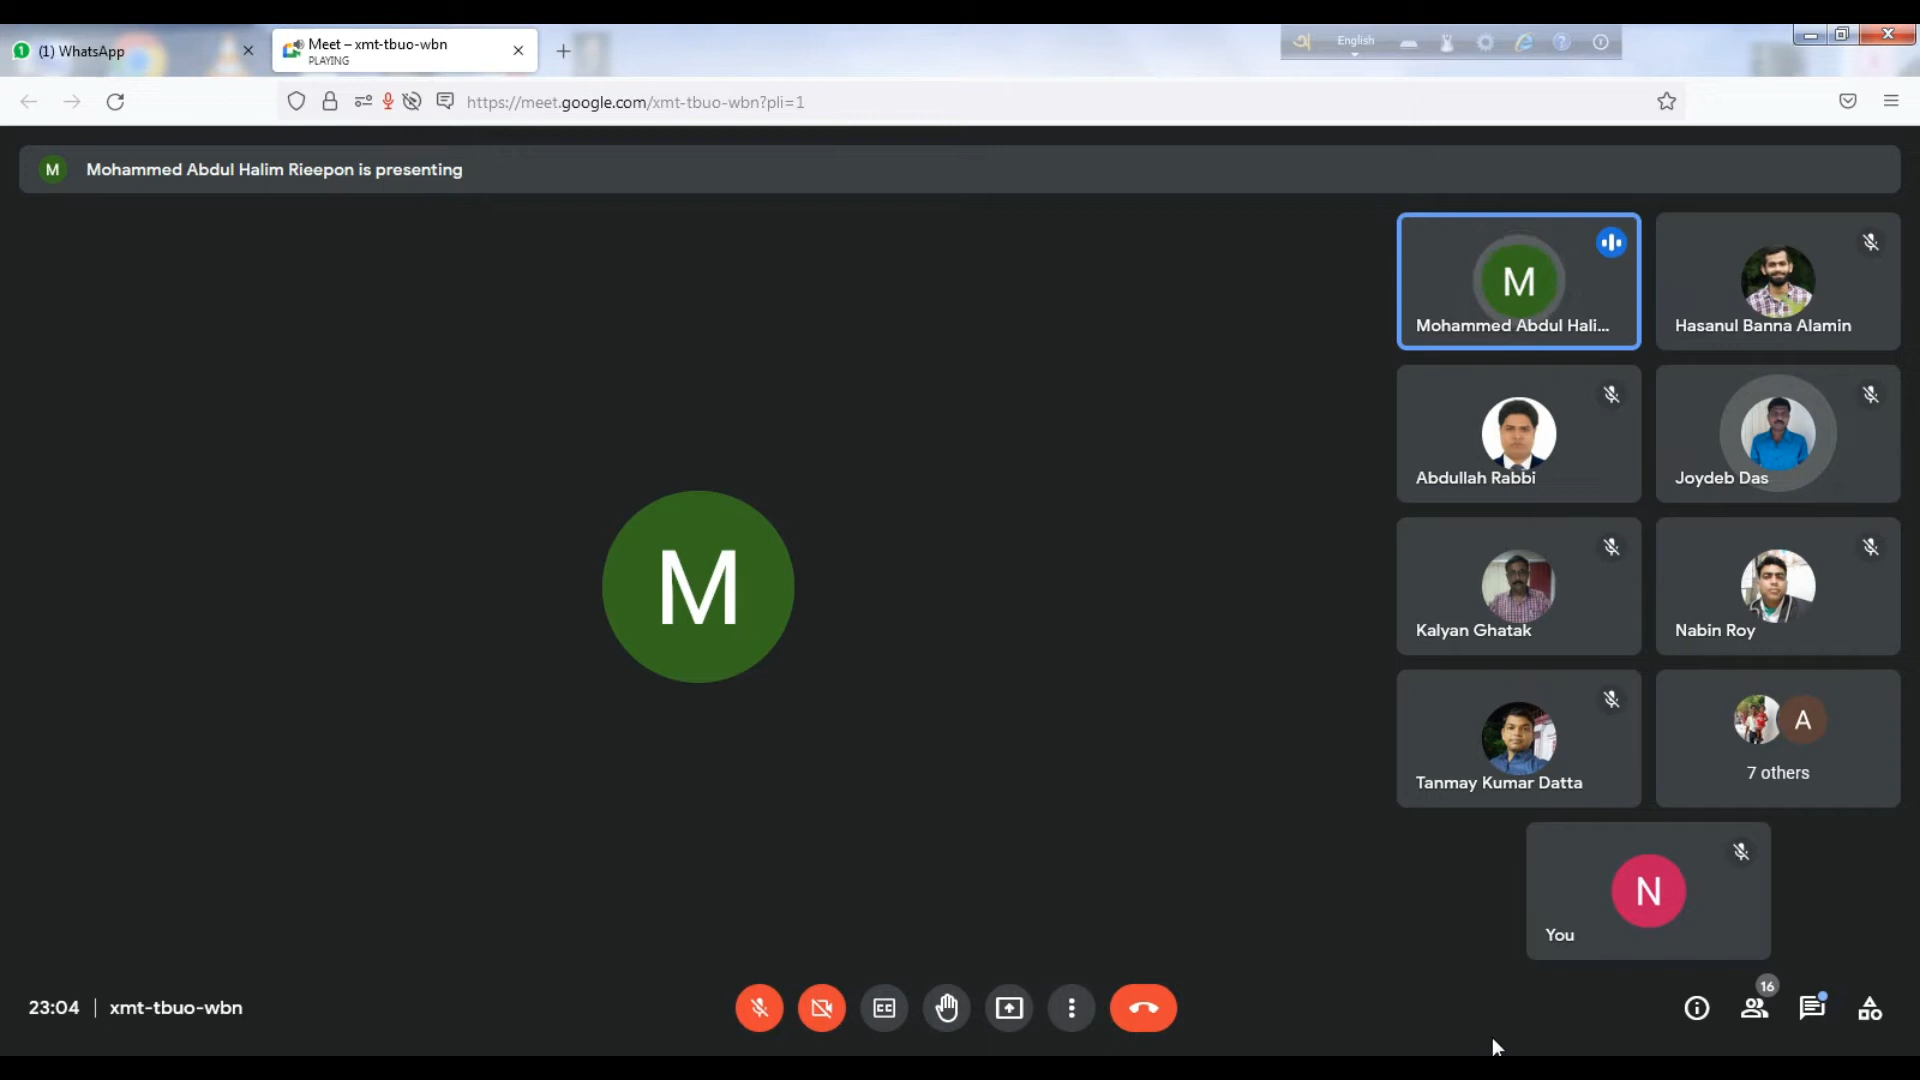 (1) WhatsApp
Meet – xmt-tbuo-wbn
PLAYING
English
https://meet.google.com/xmt-tbuo-wbn?pli=1
M
Mohammed Abdul Halim Rieepon is presenting
M
Mohammed Abdul Hali...
Hasanul Banna Alamin
Abdullah Rabbi
Joydeb Das
M
Kalyan Ghatak
Nabin Roy
Tanmay Kumar Datta
A
7 others
N
You
23:04 | xmt-tbuo-wbn
CC
16